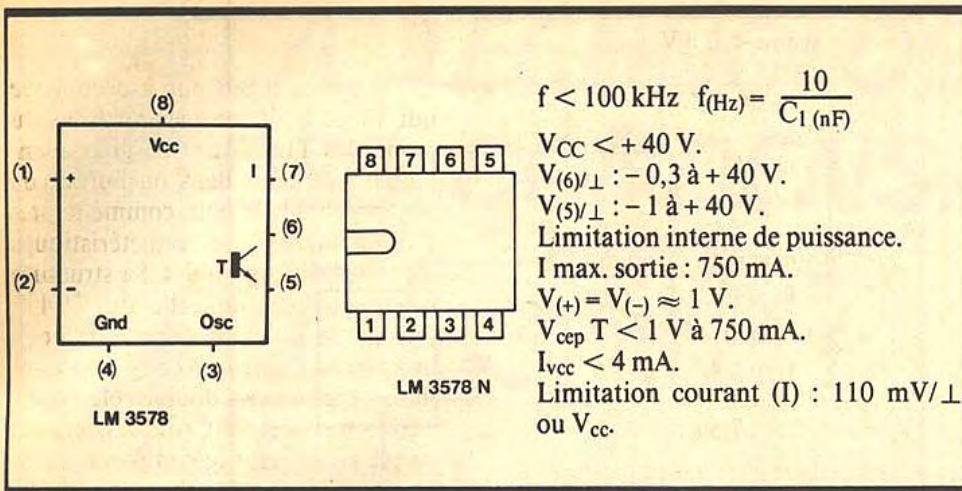 (8)
Vcc
(1)
+
I
(7)
(6)
T
(5)
(2)
–
Gnd
Osc
(4)
(3)
LM 3578
8 7 6 5
1 2 3 4
LM 3578 N
f < 100 kHz f(Hz) = 10 / C1 (nF)
VCC < + 40 V.
V(6)/⊥ : – 0,3 à + 40 V.
V(5)/⊥ : – 1 à + 40 V.
Limitation interne de puissance.
I max. sortie : 750 mA.
V(+) = V(–) ≈ 1 V.
Vcep T < 1 V à 750 mA.
Ivcc < 4 mA.
Limitation courant (I) : 110 mV/⊥
ou Vcc.